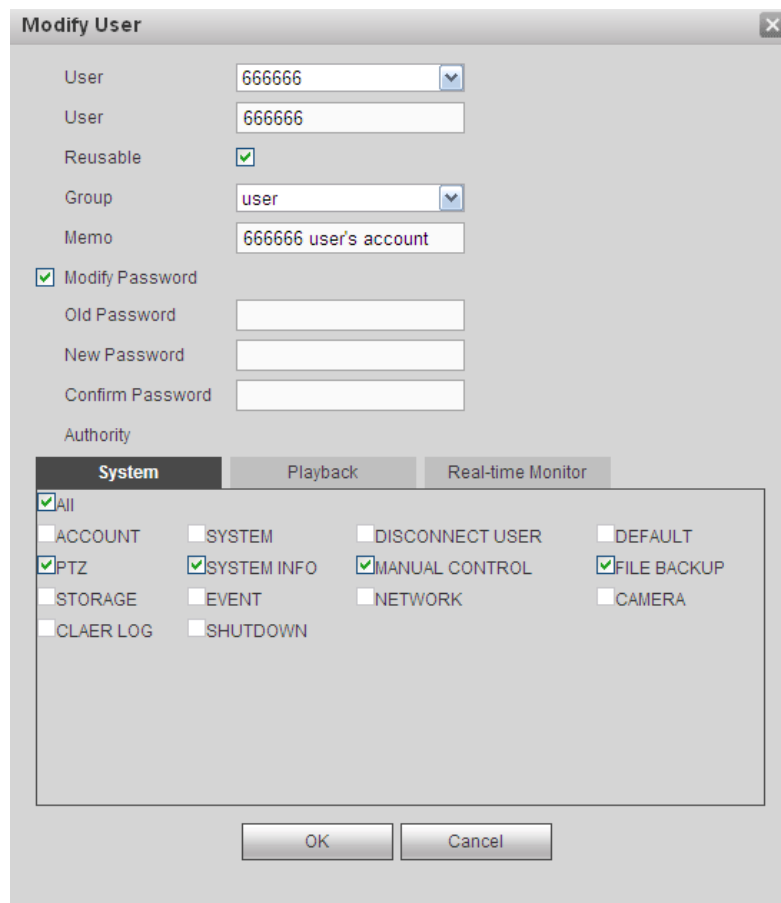 Modify User
User 666666
User 666666
Reusable
Group user
Memo 666666 user's account
Modify Password
Old Password
New Password
Confirm Password
Authority
System Playback Real-time Monitor
All
ACCOUNT SYSTEM DISCONNECT USER DEFAULT
PTZ SYSTEM INFO MANUAL CONTROL FILE BACKUP
STORAGE EVENT NETWORK CAMERA
CLAER LOG SHUTDOWN
OK Cancel